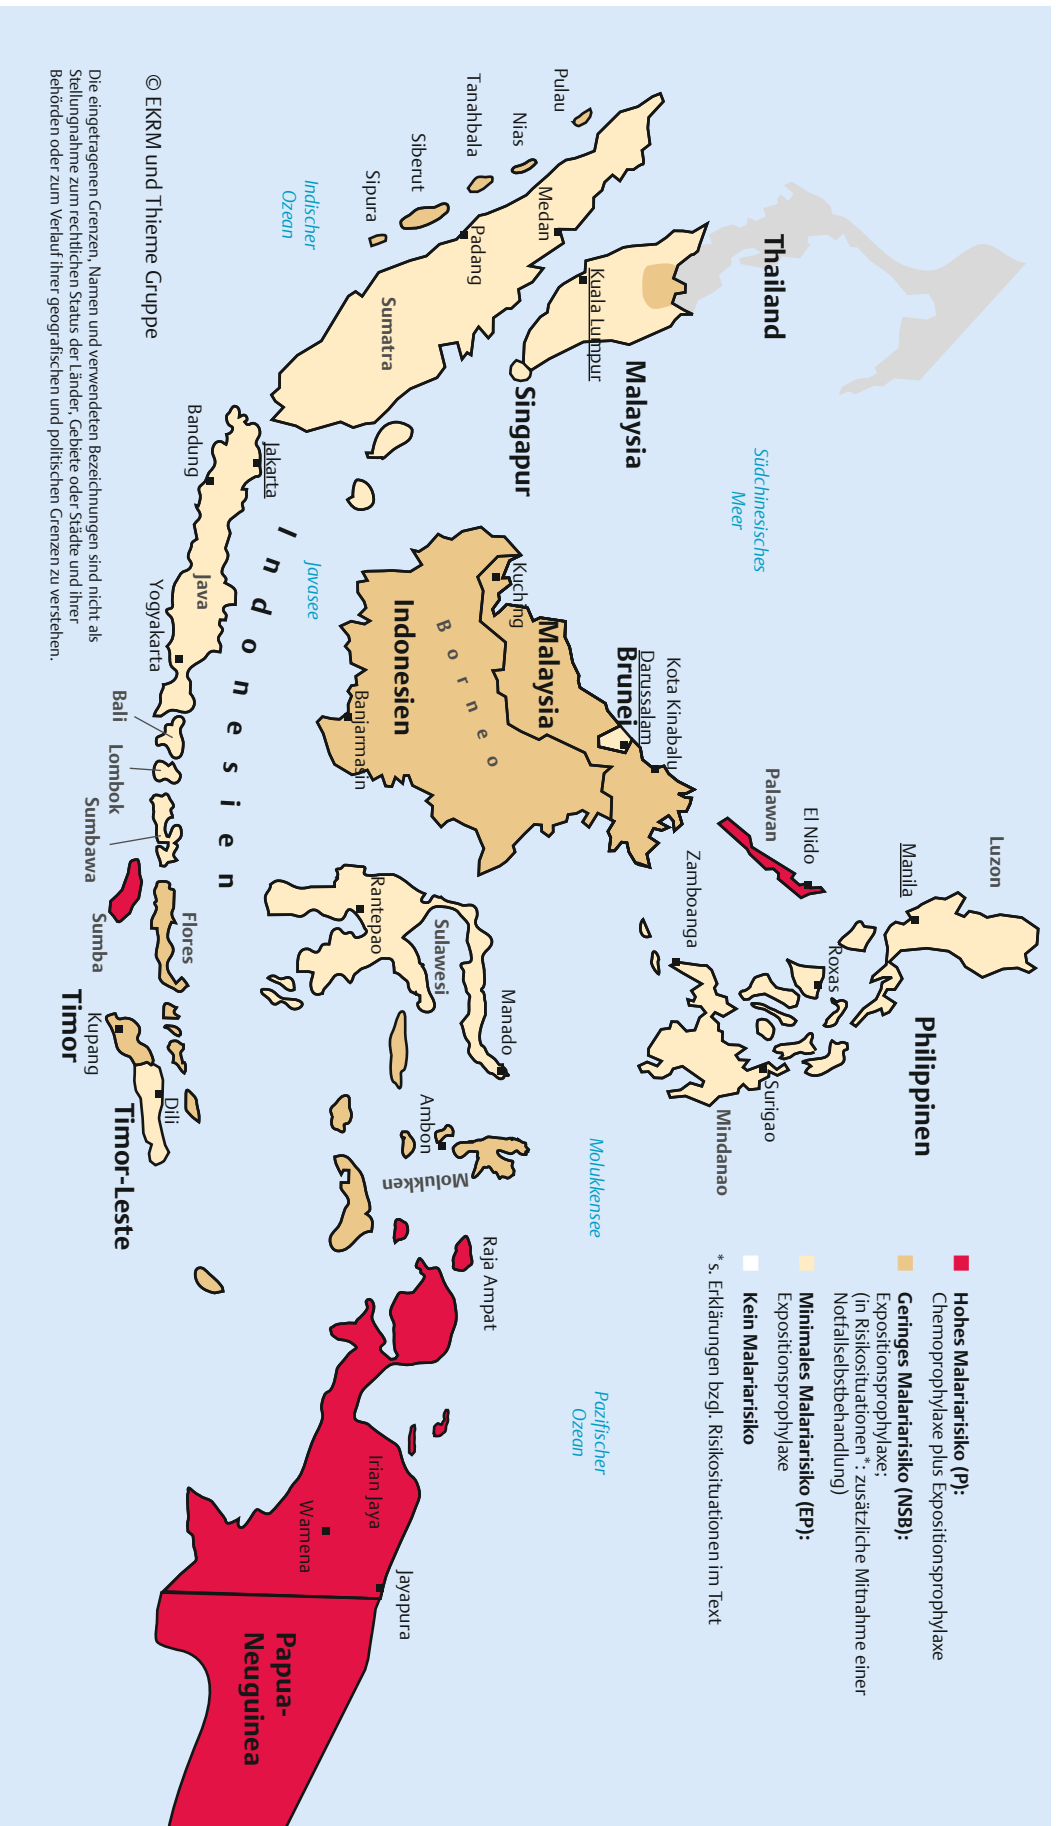 Thailand
Malaysia
Kuala Lumpur
Singapur
Pulau
Nias
Tanahbala
Siberut
Sipura
Medan
Padang
Sumatra
Indischer
Ozean
Südchinesisches
Meer
Luzon
Manila
Philippinen
El Nido
Palawan
Roxas
Zamboanga
Surigao
Mindanao
Kota Kinabalu
Darussalam
Brunei
Malaysia
Kuching
Borneo
Indonesien
Banjarmasin
Javasee
Indonesien
Jakarta
Bandung
Java
Yogyakarta
Bali
Lombok
Sumbawa
Sumba
Flores
Sulawesi
Rantepao
Manado
Molukkensee
Ambon
Molukken
Kupang
Timor
Dili
Timor-Leste
Raja Ampat
Pazifischer
Ozean
Irian Jaya
Wamena
Jayapura
Papua-
Neuguinea
Hohes Malariarisiko (P):
Chemoprophylaxe plus Expositionsprophylaxe
Geringes Malariarisiko (NSB):
Expositionsprophylaxe;
(in Risikosituationen*: zusätzliche Mitnahme einer
Notfallselbstbehandlung)
Minimales Malariarisiko (EP):
Expositionsprophylaxe
Kein Malariarisiko
* s. Erklärungen bzgl. Risikosituationen im Text
© EKRM und Thieme Gruppe
Die eingetragenen Grenzen, Namen und verwendeten Bezeichnungen sind nicht als
Stellungnahme zum rechtlichen Status der Länder, Gebiete oder Städte und ihrer
Behörden oder zum Verlauf ihrer geografischen und politischen Grenzen zu verstehen.